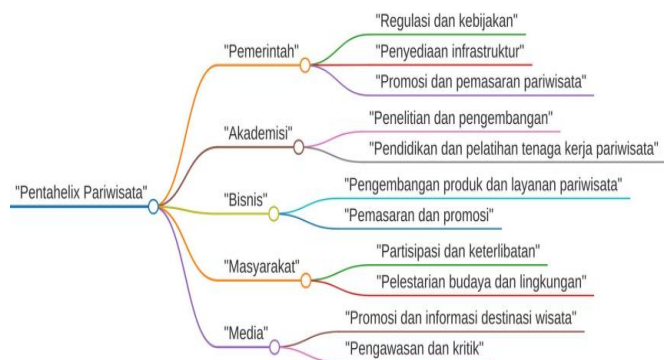 "Pentahelix Pariwisata"
"Pemerintah"
"Regulasi dan kebijakan"
"Penyediaan infrastruktur"
"Promosi dan pemasaran pariwisata"
"Akademisi"
"Penelitian dan pengembangan"
"Pendidikan dan pelatihan tenaga kerja pariwisata"
"Bisnis"
"Pengembangan produk dan layanan pariwisata"
"Pemasaran dan promosi"
"Masyarakat"
"Partisipasi dan keterlibatan"
"Pelestarian budaya dan lingkungan"
"Media"
"Promosi dan informasi destinasi wisata"
"Pengawasan dan kritik"